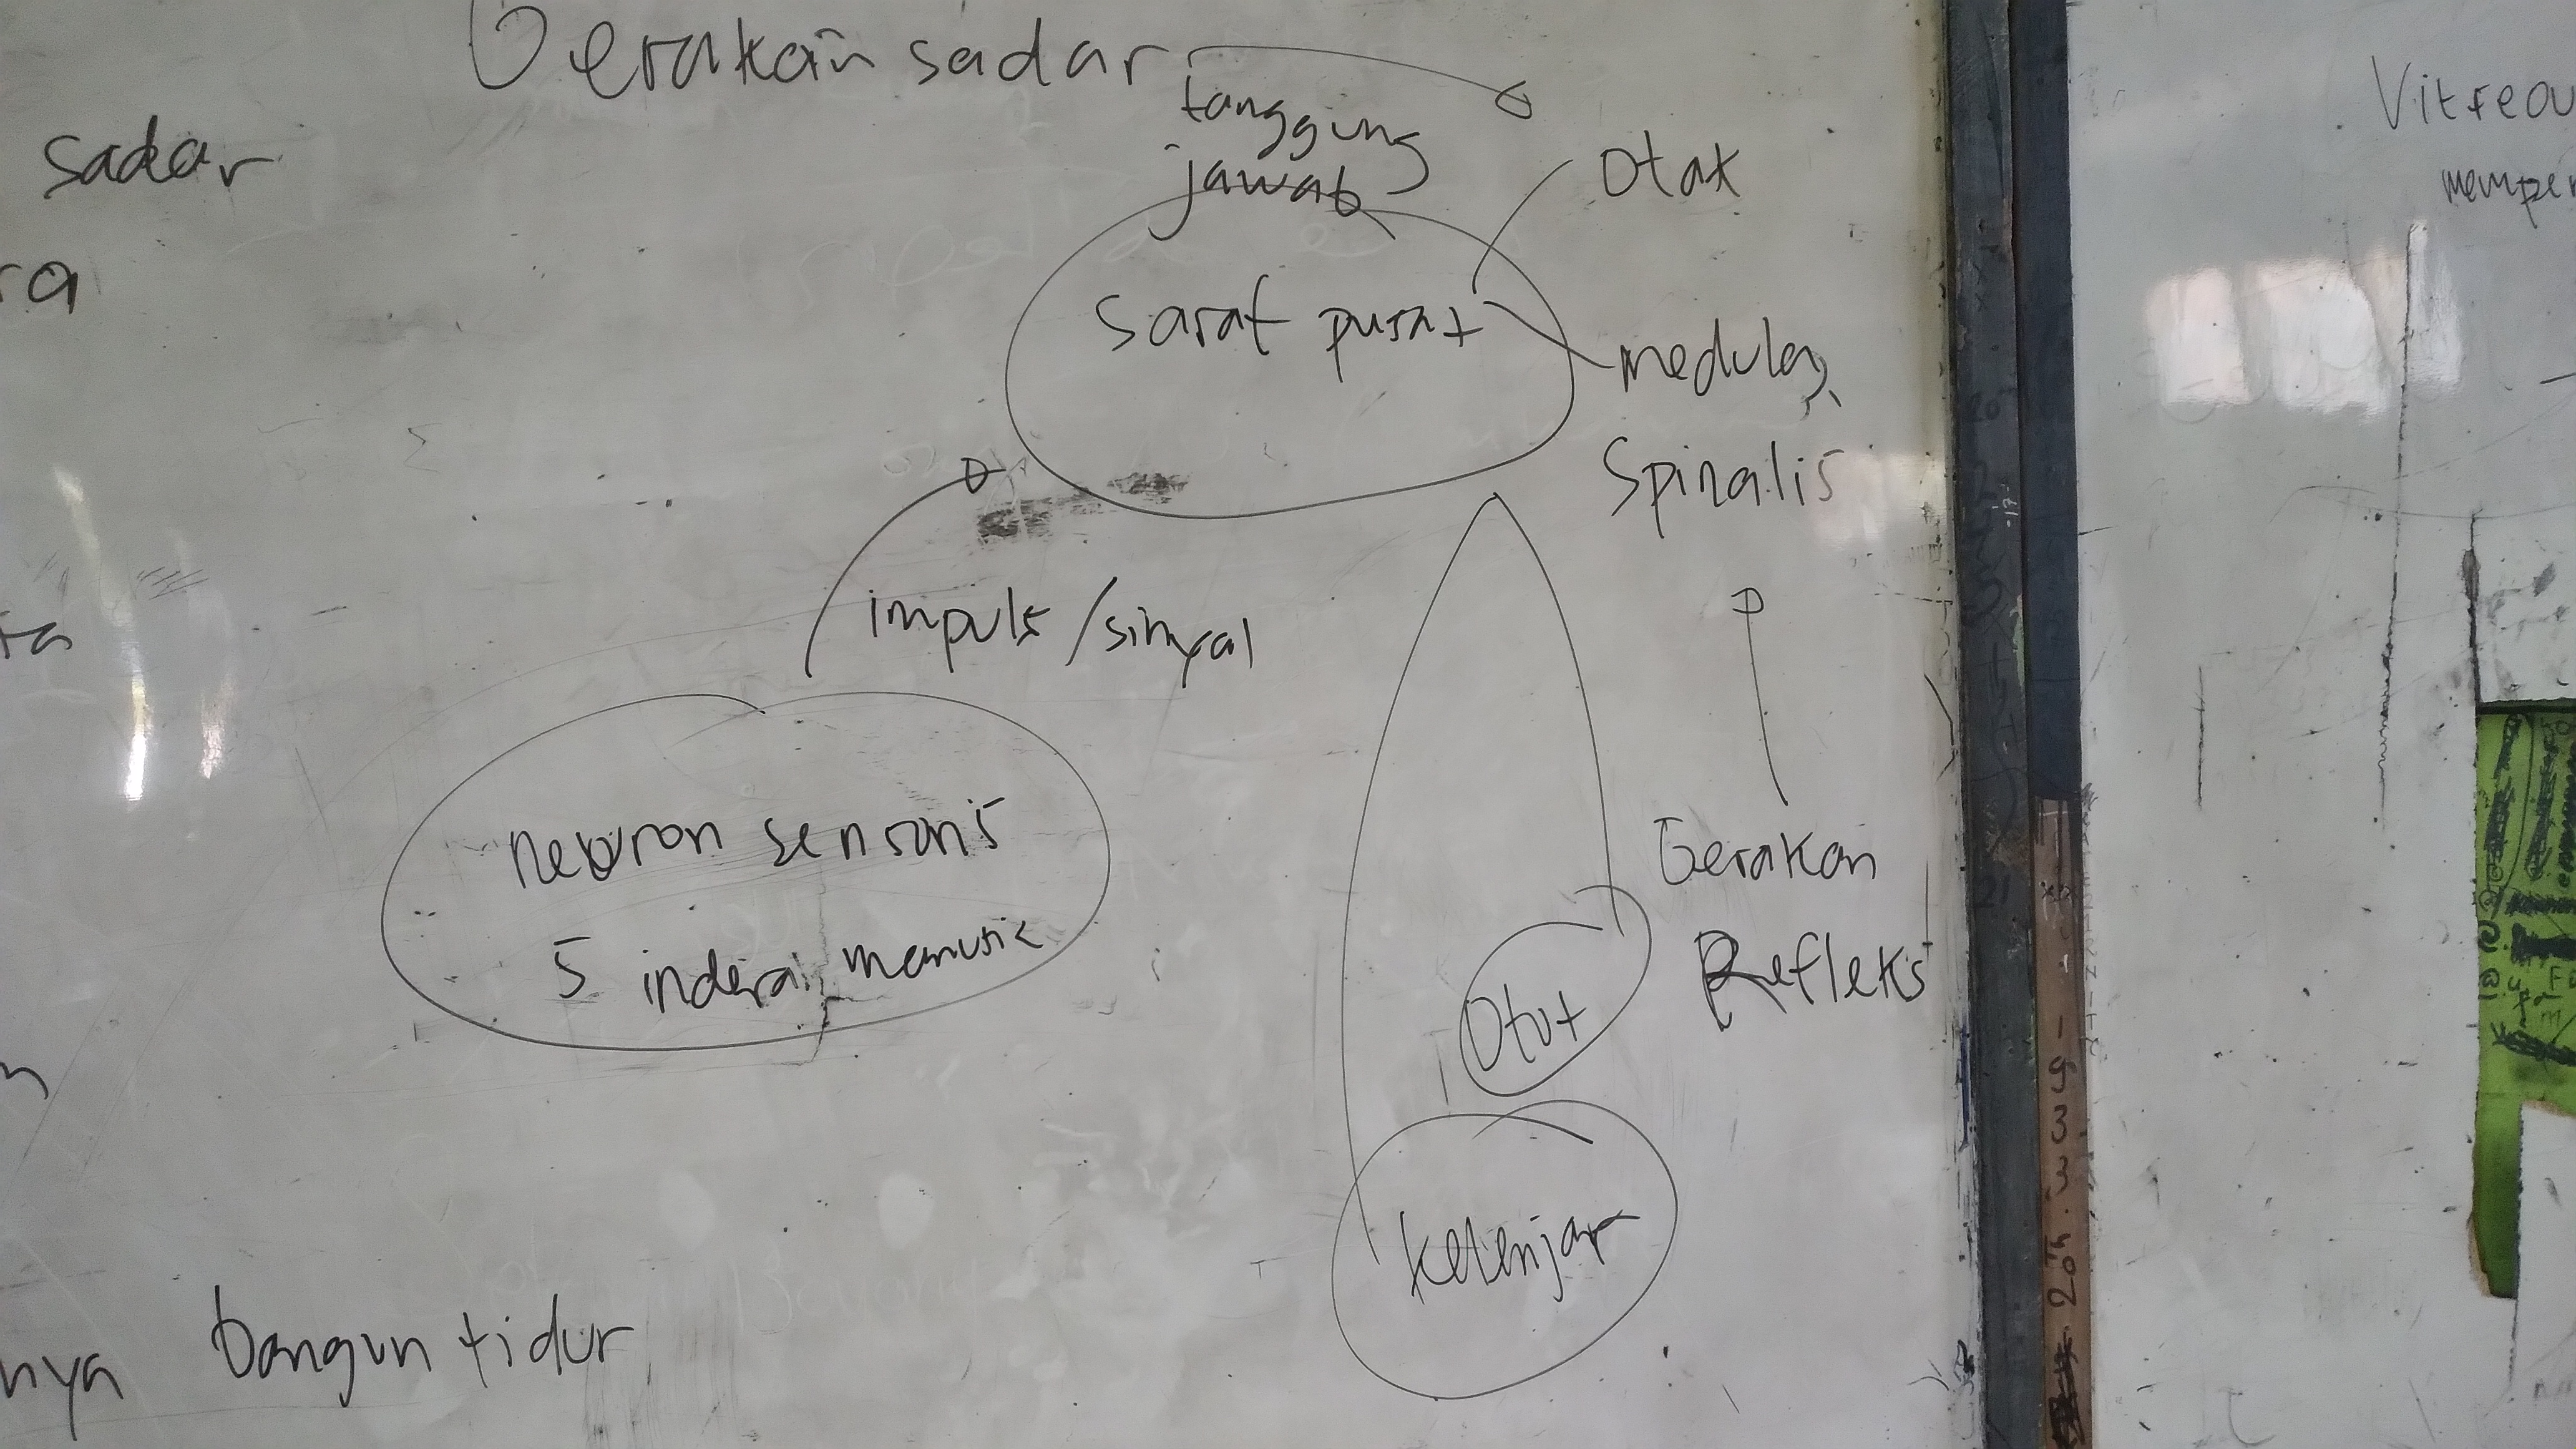 Gerakan sadar
tanggung
jawab
Otak
sadar
ra
saraf pusat
medula
Spinalis
impuls/sinyal
neuron sensoris
5 indera manusia
Gerakan
Refleks
Otot
kelenjar
nya bangun tidur
Vitreou
memper